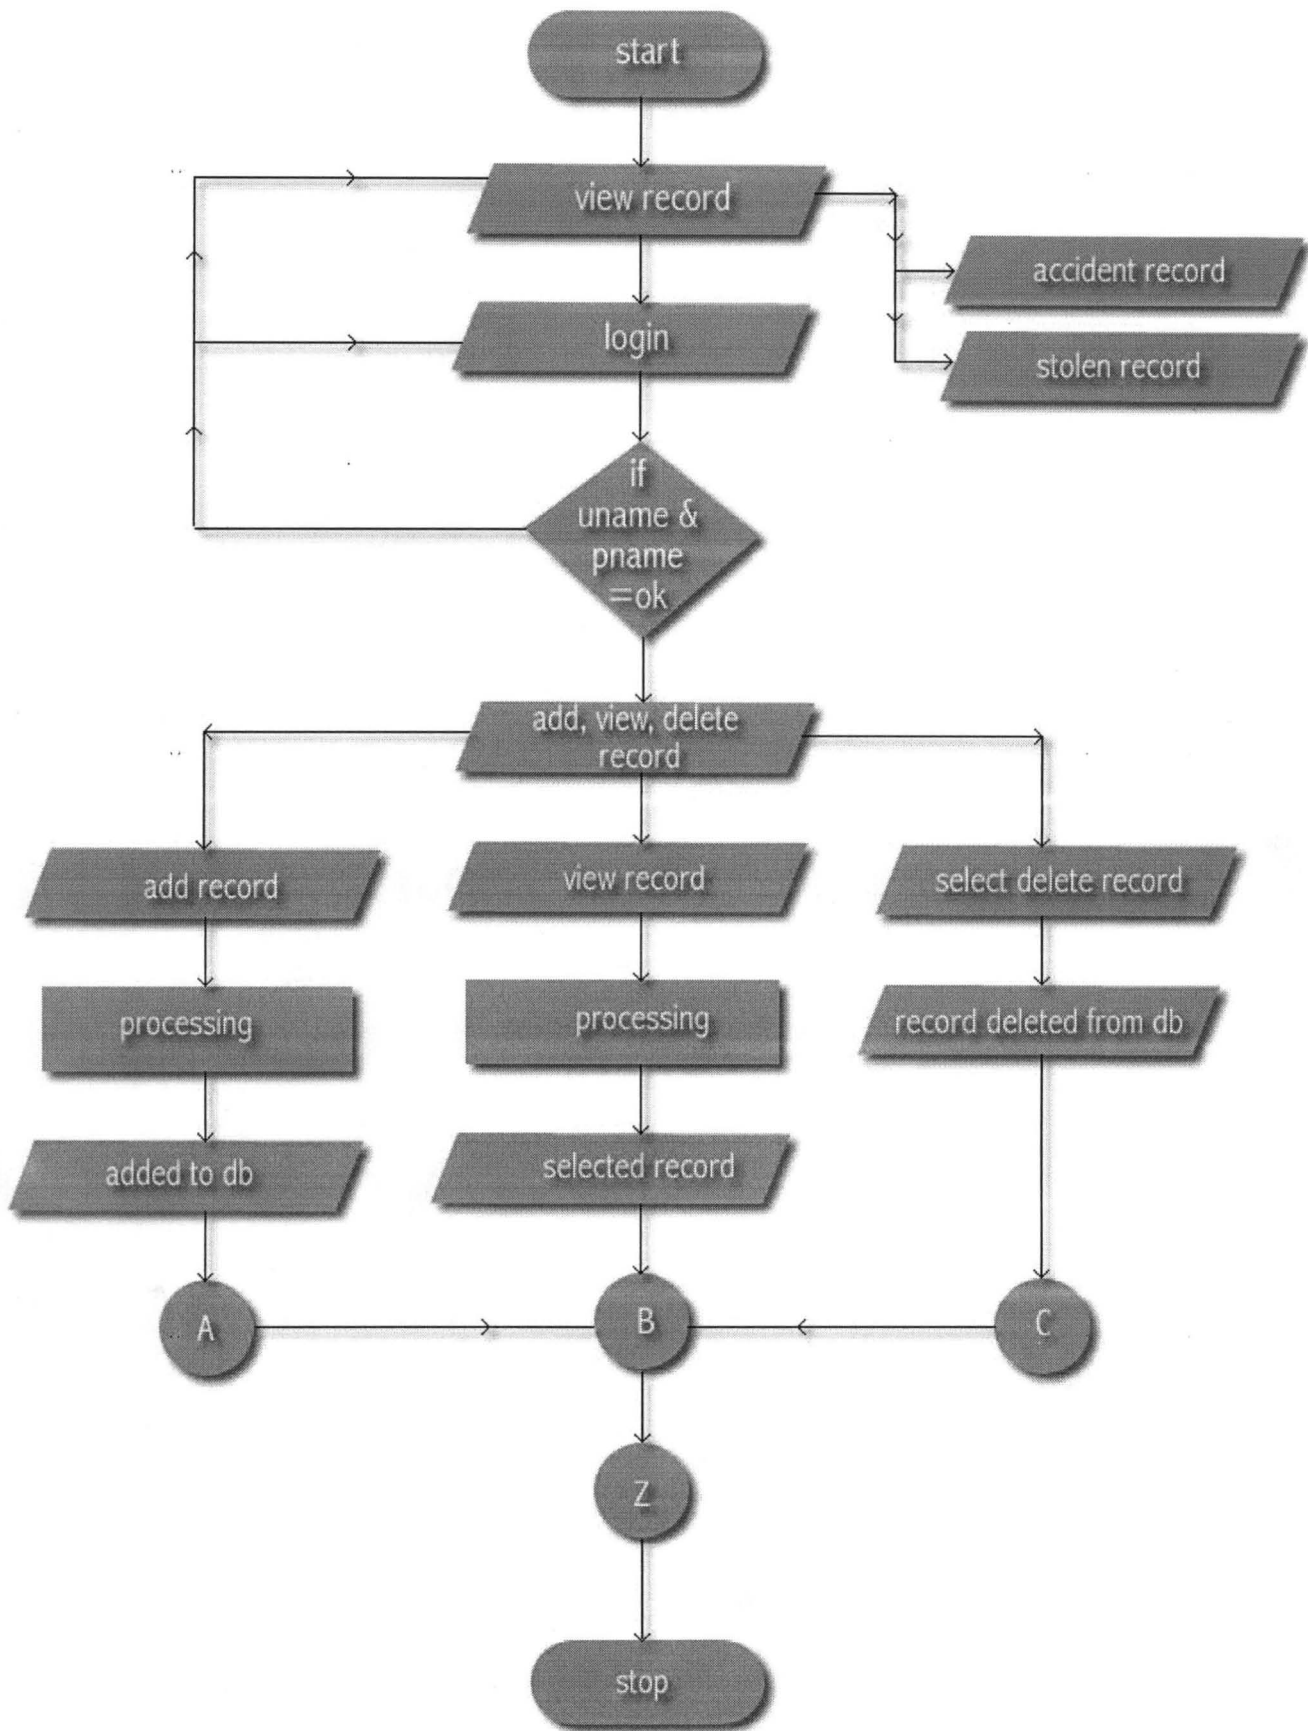 start
view record
accident record
login
stolen record
if
uname &
pname
=ok
add, view, delete
record
add record
view record
select delete record
processing
processing
record deleted from db
added to db
selected record
A
B
C
Z
stop